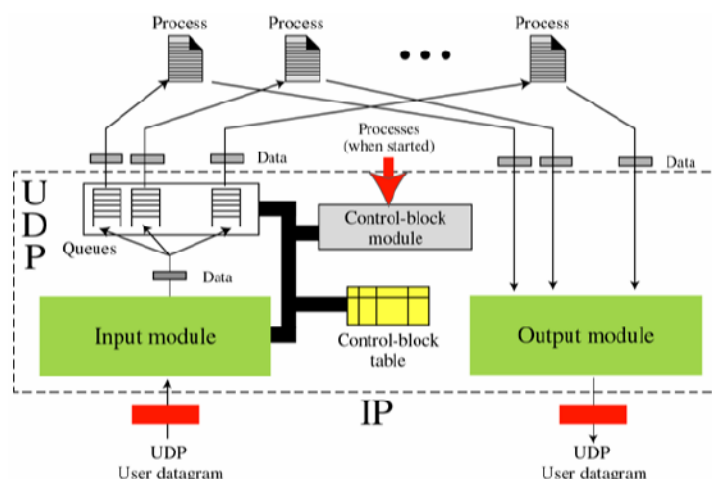 Process
Process
Process
Processes
(when started)
Data
Data
U
D
P
Queues
Control-block
module
Data
Input module
Control-block
table
Output module
IP
UDP
User datagram
UDP
User datagram